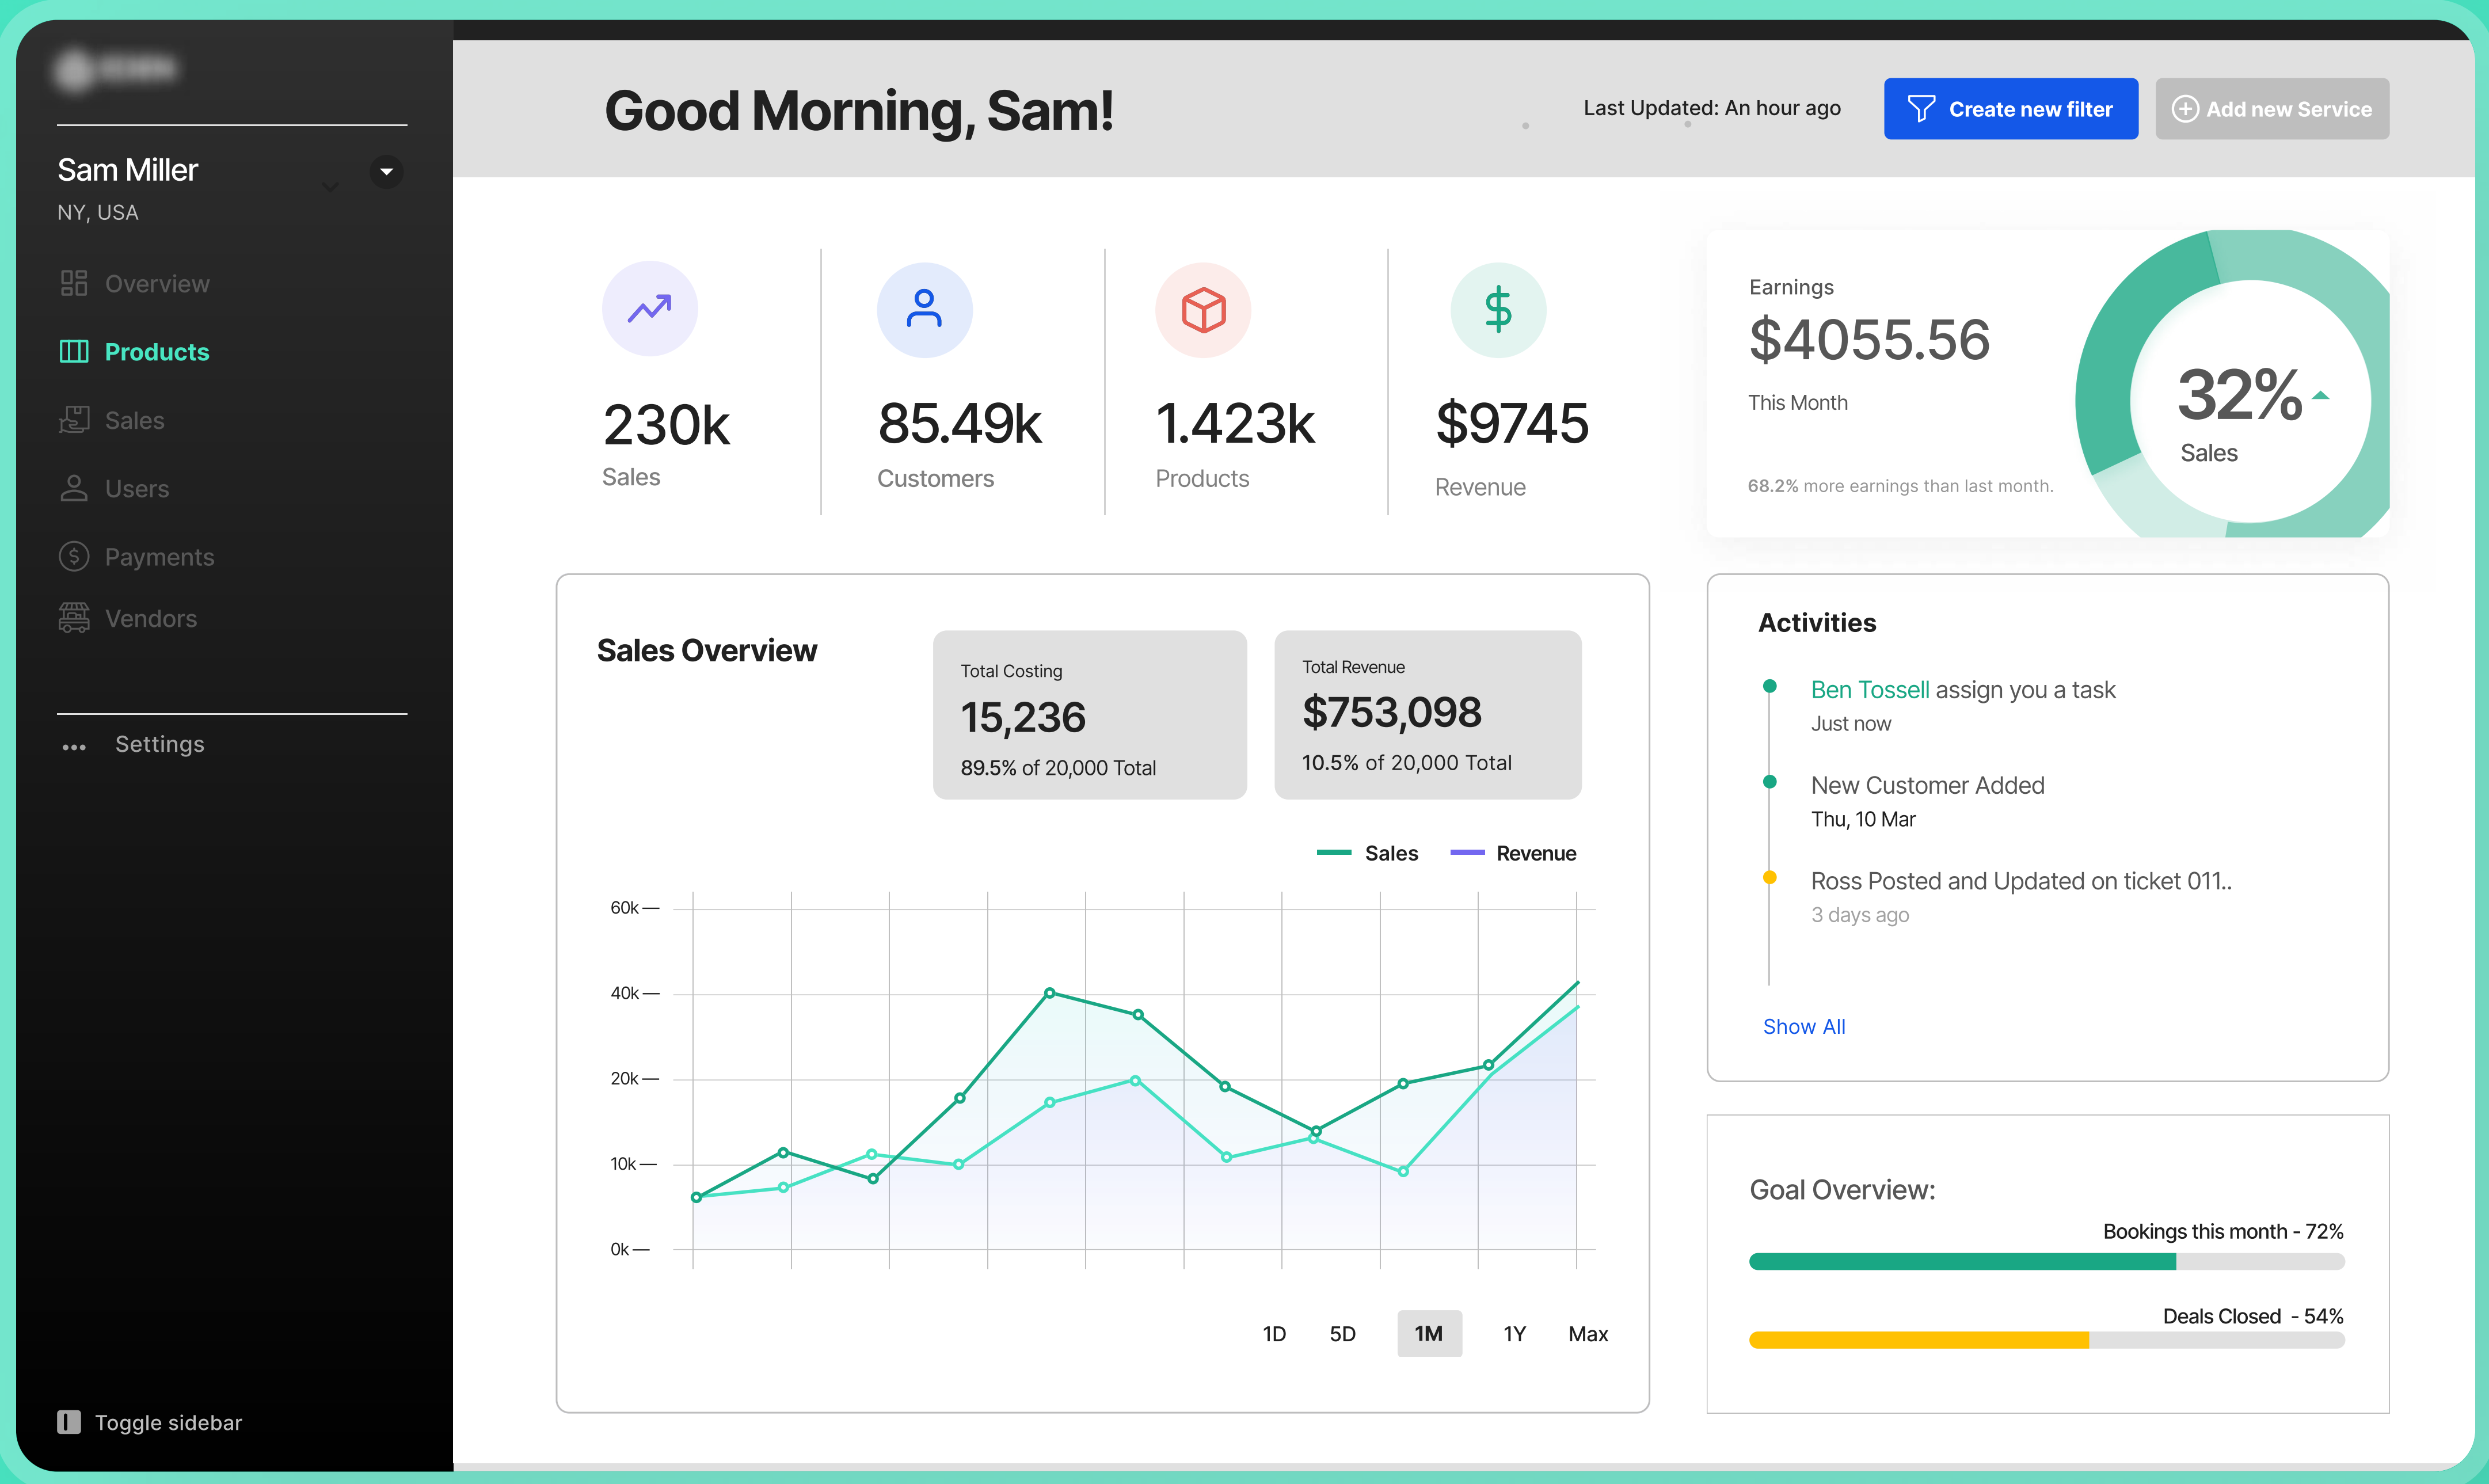 Sam Miller
NY, USA
Overview
Products
Sales
Users
Payments
Vendors
Settings
Toggle sidebar
Good Morning, Sam!
Last Updated: An hour ago
Create new filter
Add new Service
230k
Sales
85.49k
Customers
1.423k
Products
$9745
Revenue
Earnings
$4055.56
This Month
68.2% more earnings than last month.
32%
Sales
Sales Overview
Total Costing
15,236
89.5% of 20,000 Total
Total Revenue
$753,098
10.5% of 20,000 Total
Sales
Revenue
60k
40k
20k
10k
0k
1D
5D
1M
1Y
Max
Activities
Ben Tossell assign you a task
Just now
New Customer Added
Thu, 10 Mar
Ross Posted and Updated on ticket 011..
3 days ago
Show All
Goal Overview:
Bookings this month - 72%
Deals Closed - 54%